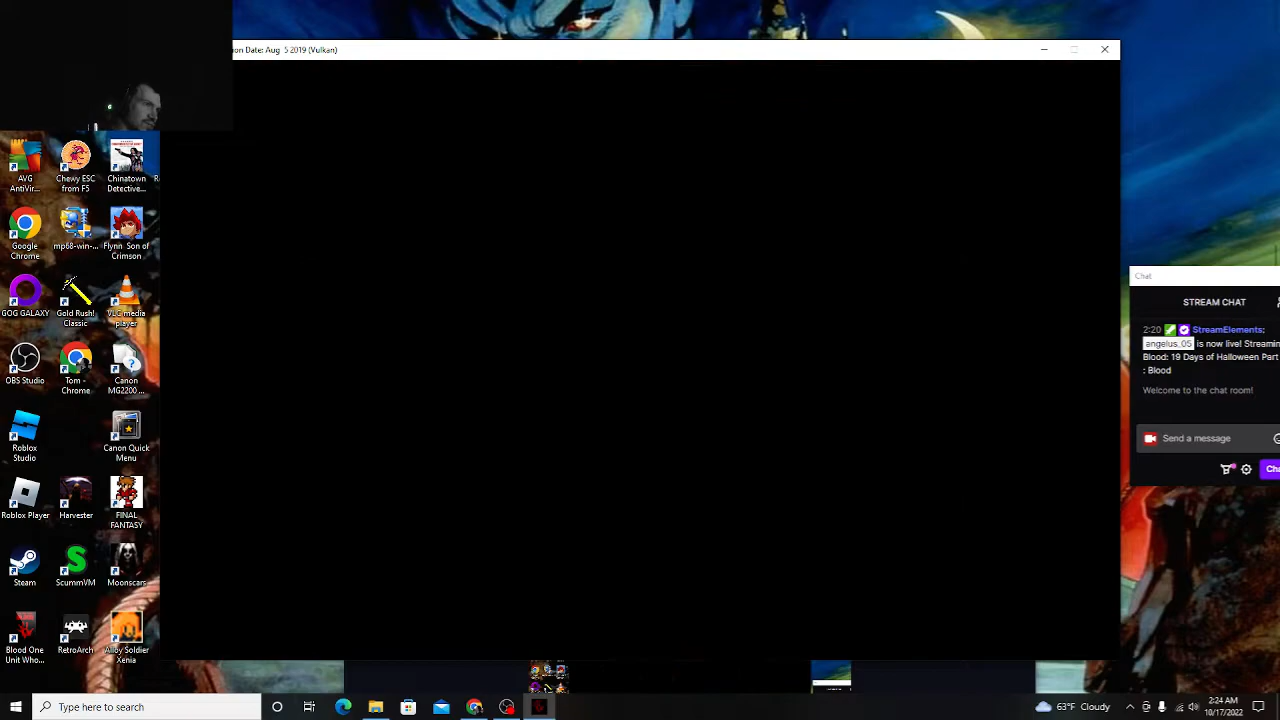 ion Date: Aug 5 2019 (Vulkan)
AVG
AntiVir...
Chewy ESC
from F5
Chinatown
Detective...
Google
Chrome
mp68-win-...
Flynn Son of
Crimson
GOG GALAXY
Gold Rush!
Classic
VLC media
player
OBS Studio
Tom -
Chrome
Canon
MG2200 ...
Roblox
Studio
Canon Quick
Menu
Roblox Player
Harvester
FINAL
FANTASY
Steam
ScummVM
Moonscars
Blood One
Unit Who...
RetroArch
Alloy Soldier
Xenia
Chat
STREAM CHAT
2:20 StreamElements:
angelus_05 is now live! Streamin
Blood: 19 Days of Halloween Part
: Blood
Welcome to the chat room!
Send a message
Cha
Type here to search
63°F Cloudy
2:24 AM
10/17/2022